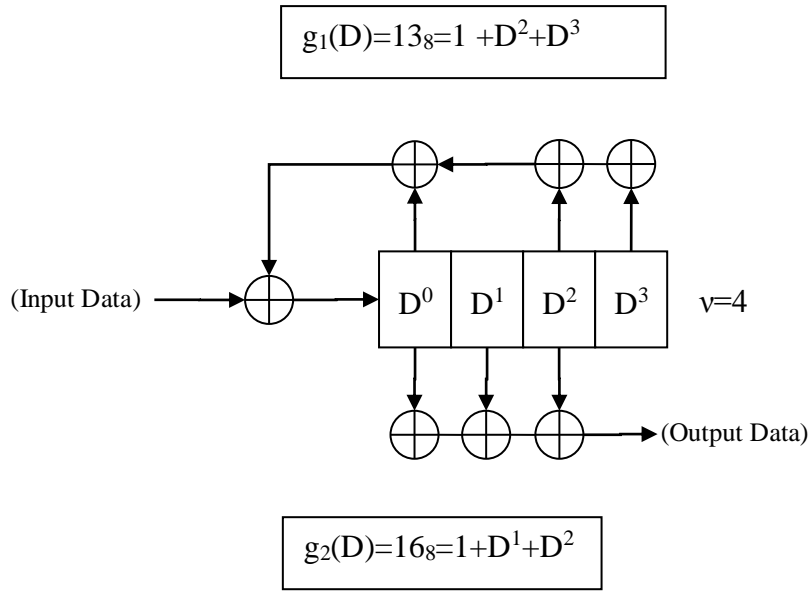 g₁(D)=13₈=1 +D²+D³
(Input Data)
D⁰ D¹ D² D³
ν=4
(Output Data)
g₂(D)=16₈=1+D¹+D²